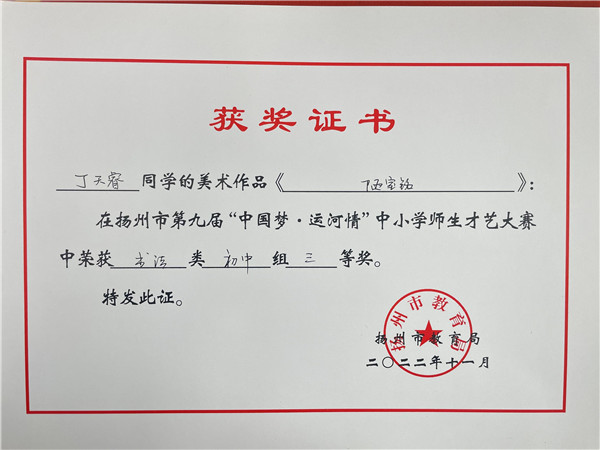 获奖证书
丁天睿同学的美术作品《陋室铭》：
在扬州市第九届“中国梦·运河情”中小学师生才艺大赛
中荣获书法类初中组三等奖。
特发此证。
扬州市教育局
扬州市教育局
二〇二二年十一月